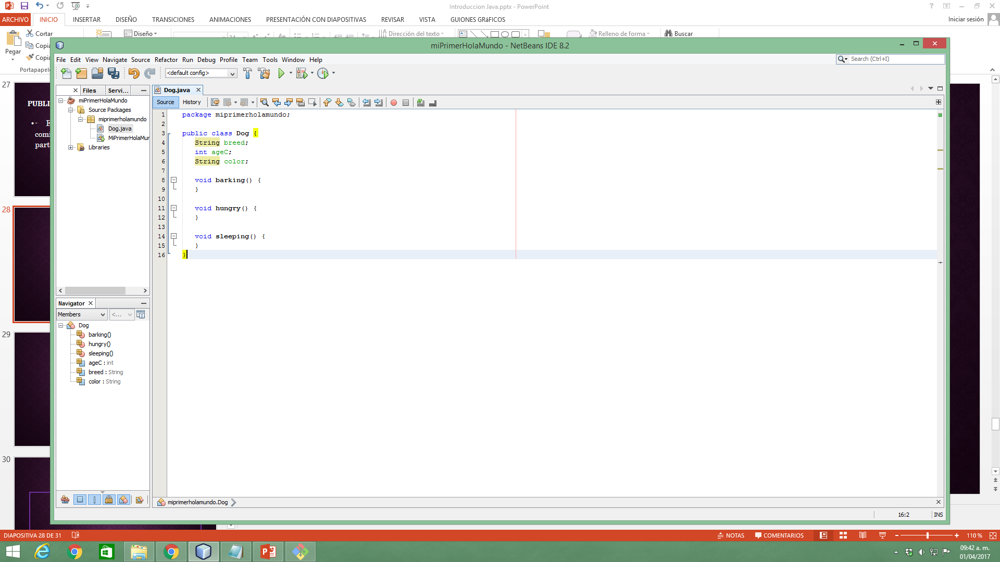 Introduccion Java.pptx - PowerPoint
ARCHIVO INICIO INSERTAR DISEÑO TRANSICIONES ANIMACIONES PRESENTACIÓN CON DIAPOSITIVAS REVISAR VISTA GUIONES GRáFICOS Iniciar sesión
Cortar Diseño Dirección del texto Relleno de forma Buscar
Pegar
miPrimerHolaMundo - NetBeans IDE 8.2
File Edit View Navigate Source Refactor Run Debug Profile Team Tools Window Help Search (Ctrl+I)
<default config>
27
PUBLI
28
29
30
Files Servi...
miPrimerHolaMundo
Source Packages
miprimerholamundo
Dog.java
MiPrimerHolaMur
Libraries
Dog.java
Source History
1 package miprimerholamundo;
2
3 public class Dog {
4 String breed;
5 int ageC;
6 String color;
7
8 void barking() {
9 }
10
11 void hungry() {
12 }
13
14 void sleeping() {
15 }
16 }
Navigator
Members <...
Dog
barking()
hungry()
sleeping()
ageC : int
breed : String
color : String
miprimerholamundo.Dog
16:2 INS
DIAPOSITIVA 28 DE 31 NOTAS COMENTARIOS 110 %
09:42 a. m.
01/04/2017